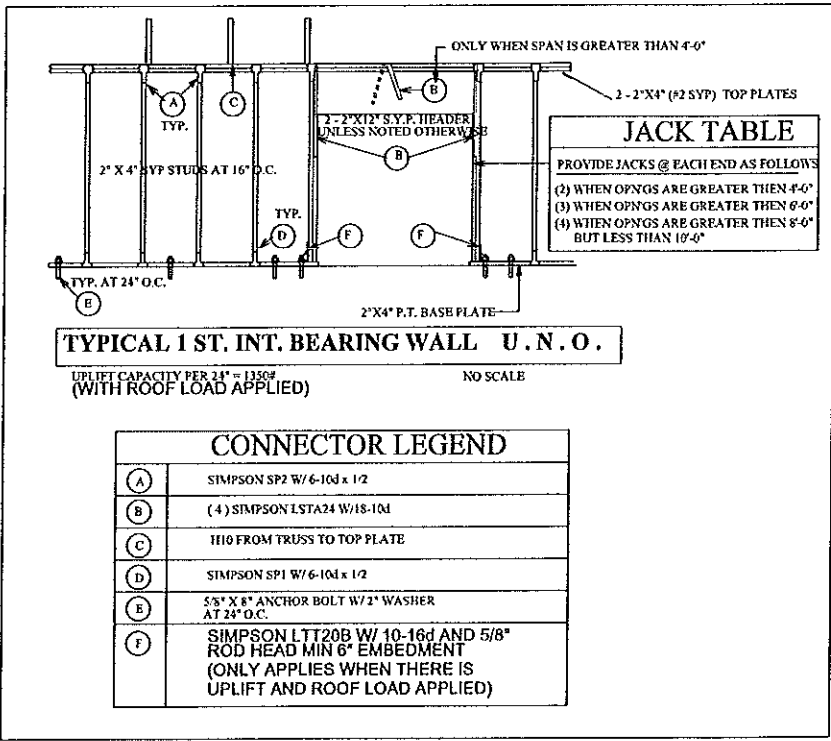 ONLY WHEN SPAN IS GREATER THAN 4'-0"
B
A
TYP.
C
2 - 2"X4" (#2 SYP) TOP PLATES
2 - 2"X12" S.Y.P. HEADER
UNLESS NOTED OTHERWISE
B
2" X 4" SYP STUDS AT 16" O.C.
JACK TABLE
PROVIDE JACKS @ EACH END AS FOLLOWS
(2) WHEN OPN'GS ARE GREATER THEN 4'-0"
(3) WHEN OPN'GS ARE GREATER THEN 6'-0"
(4) WHEN OPN'GS ARE GREATER THEN 8'-0"
BUT LESS THAN 10'-0"
TYP.
D
F
F
TYP. AT 24" O.C.
E
2"X4" P.T. BASE PLATE
TYPICAL 1 ST. INT. BEARING WALL U.N.O.
UPLIFT CAPACITY PER 24" = 1350#
(WITH ROOF LOAD APPLIED)
NO SCALE
CONNECTOR LEGEND
A SIMPSON SP2 W/ 6-10d x 1/2
B ( 4 ) SIMPSON LSTA24 W/18-10d
C H10 FROM TRUSS TO TOP PLATE
D SIMPSON SP1 W/ 6-10d x 1/2
E 5/8" X 8" ANCHOR BOLT W/ 2" WASHER
AT 24" O.C.
F SIMPSON LTT20B W/ 10-16d AND 5/8"
ROD HEAD MIN 6" EMBEDMENT
(ONLY APPLIES WHEN THERE IS
UPLIFT AND ROOF LOAD APPLIED)